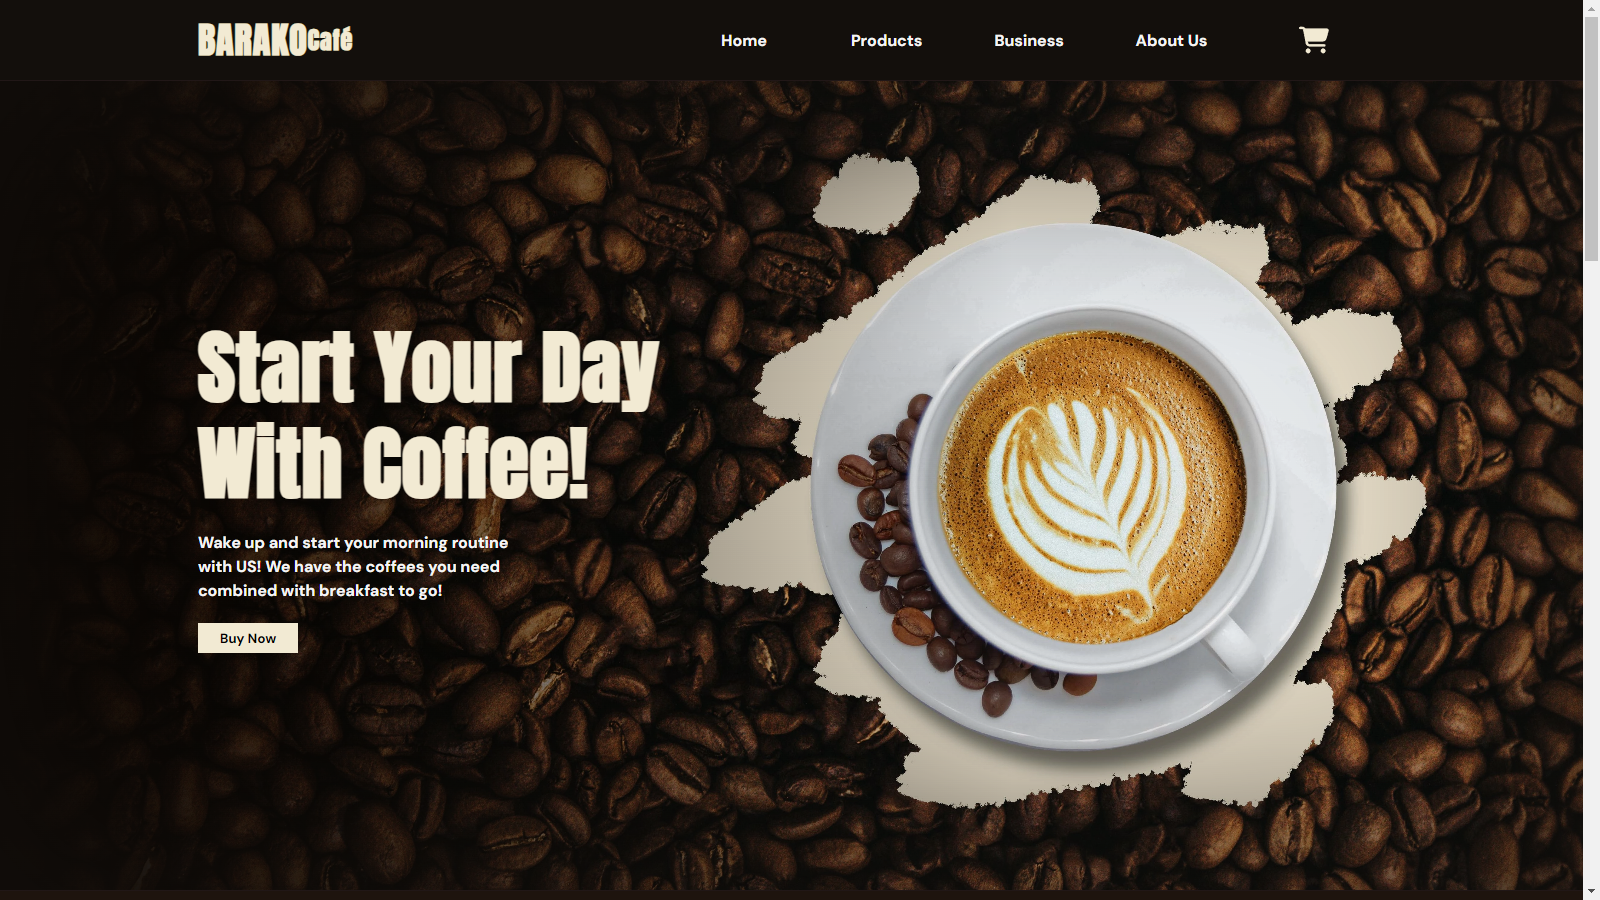 BARAKOCafé
Home
Products
Business
About Us
Start Your Day
With Coffee!
Wake up and start your morning routine
with US! We have the coffees you need
combined with breakfast to go!
Buy Now